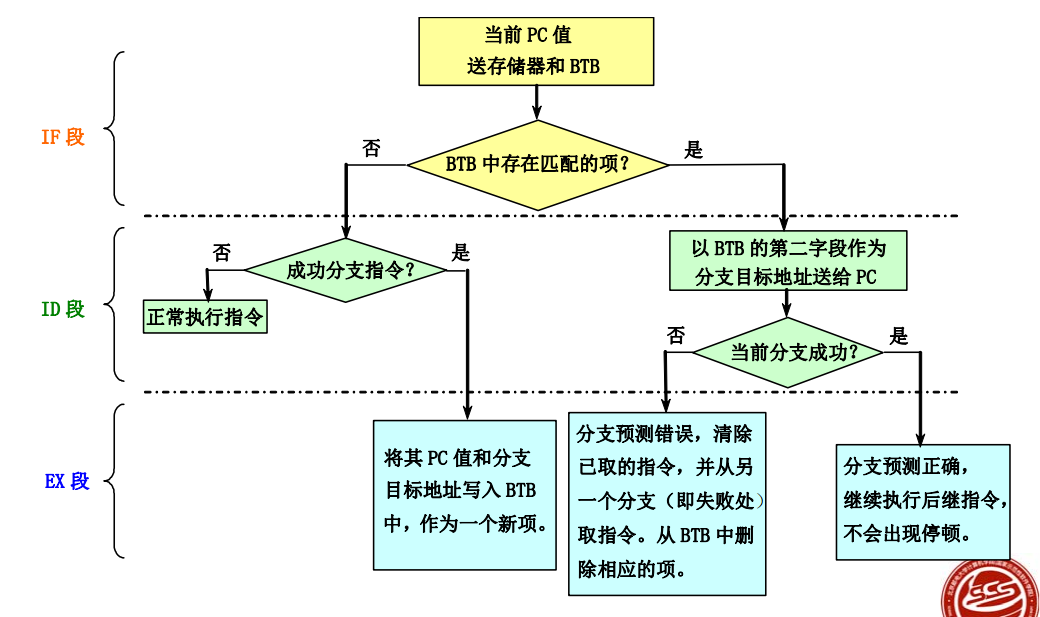 当前 PC 值
送存储器和 BTB
IF 段
否
BTB 中存在匹配的项？
是
否
成功分支指令？
是
以 BTB 的第二字段作为
分支目标地址送给 PC
ID 段
正常执行指令
否
当前分支成功？
是
EX 段
将其 PC 值和分支
目标地址写入 BTB
中，作为一个新项。
分支预测错误，清除
已取的指令，并从另
一个分支（即失败处）
取指令。从 BTB 中删
除相应的项。
分支预测正确，
继续执行后继指令，
不会出现停顿。
SCS